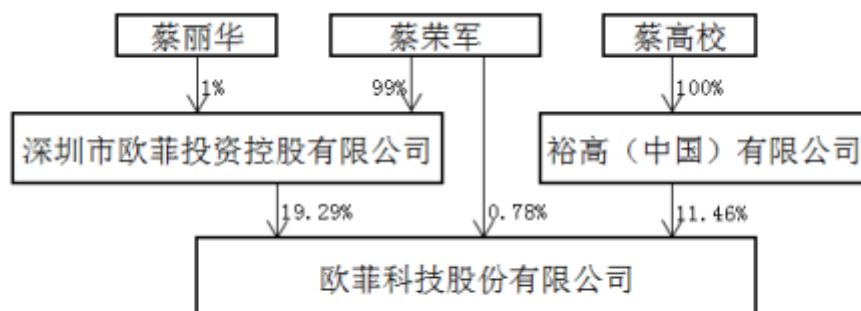 蔡丽华
蔡荣军
蔡高校
1%
99%
100%
深圳市欧菲投资控股有限公司
裕高（中国）有限公司
19.29%
0.78%
11.46%
欧菲科技股份有限公司